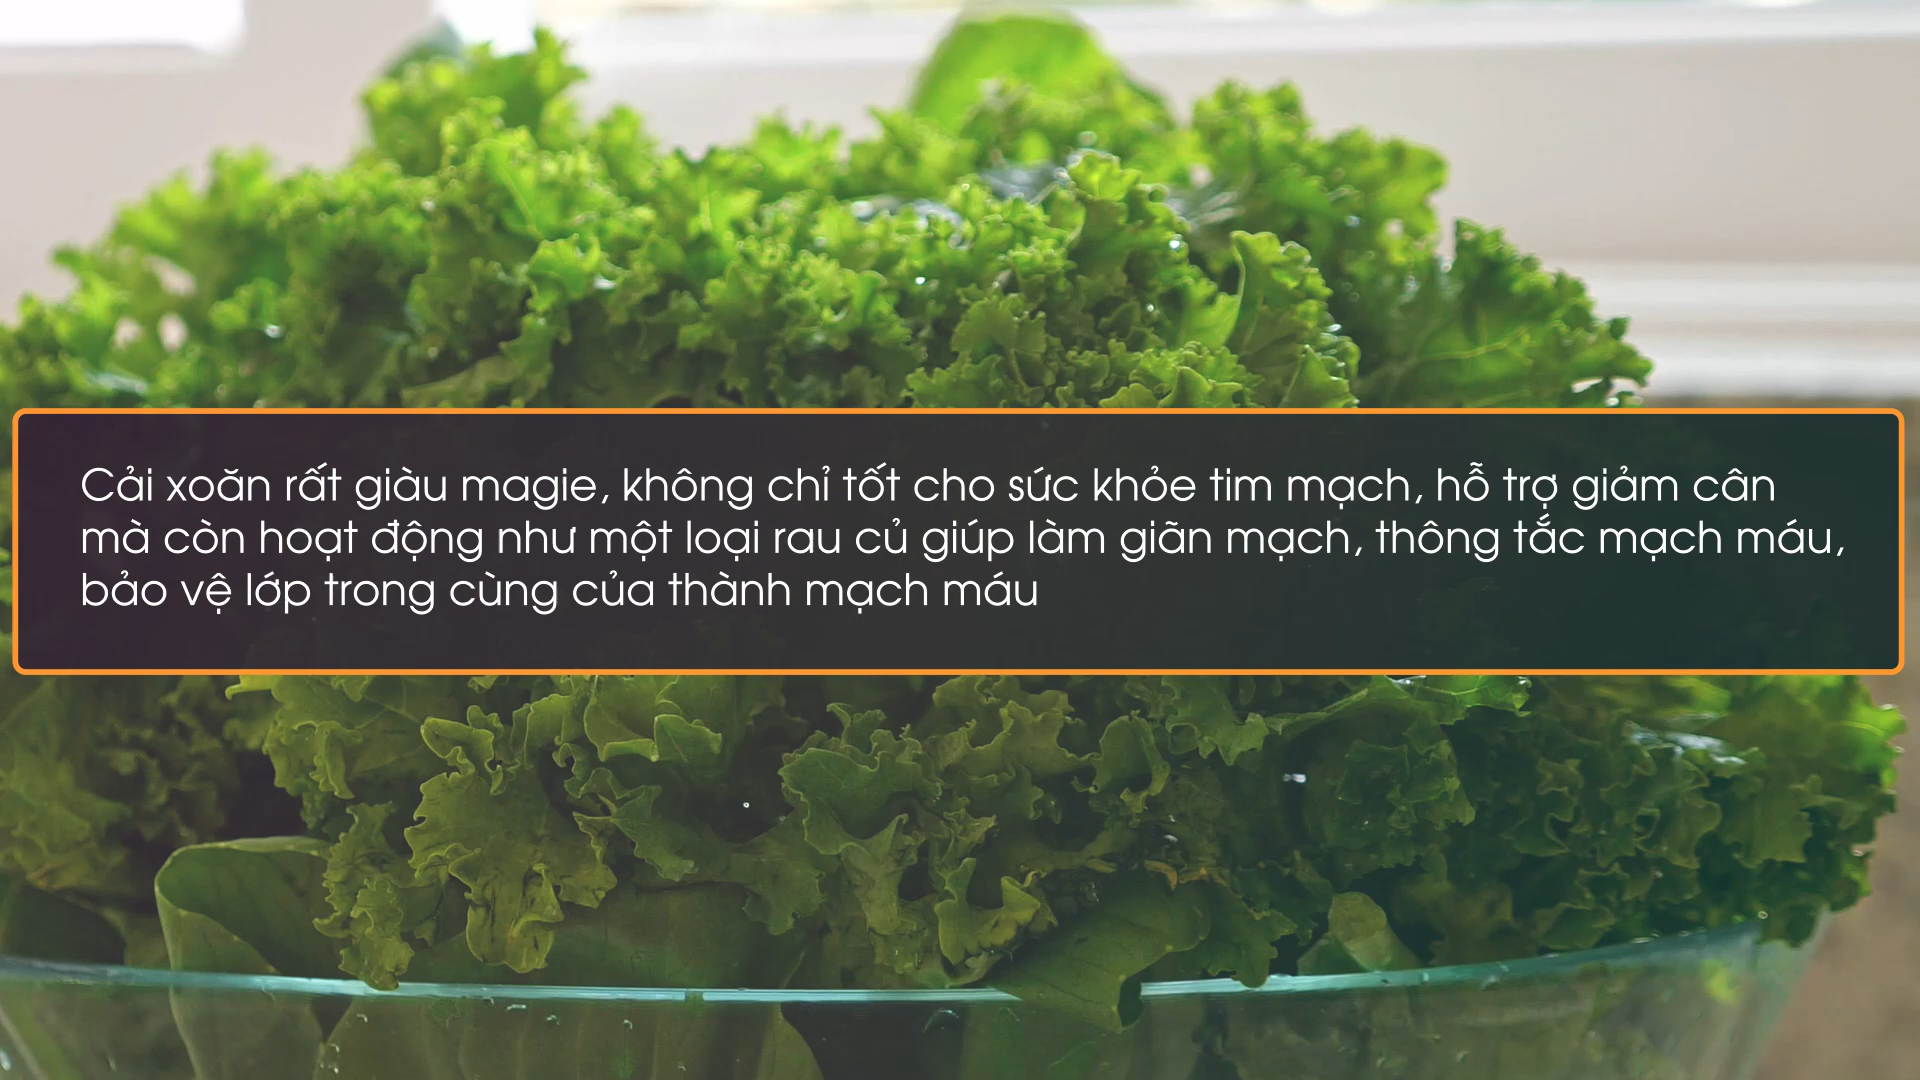 Cải xoăn rất giàu magie, không chỉ tốt cho sức khỏe tim mạch, hỗ trợ giảm cân
mà còn hoạt động như một loại rau củ giúp làm giãn mạch, thông tắc mạch máu,
bảo vệ lớp trong cùng của thành mạch máu